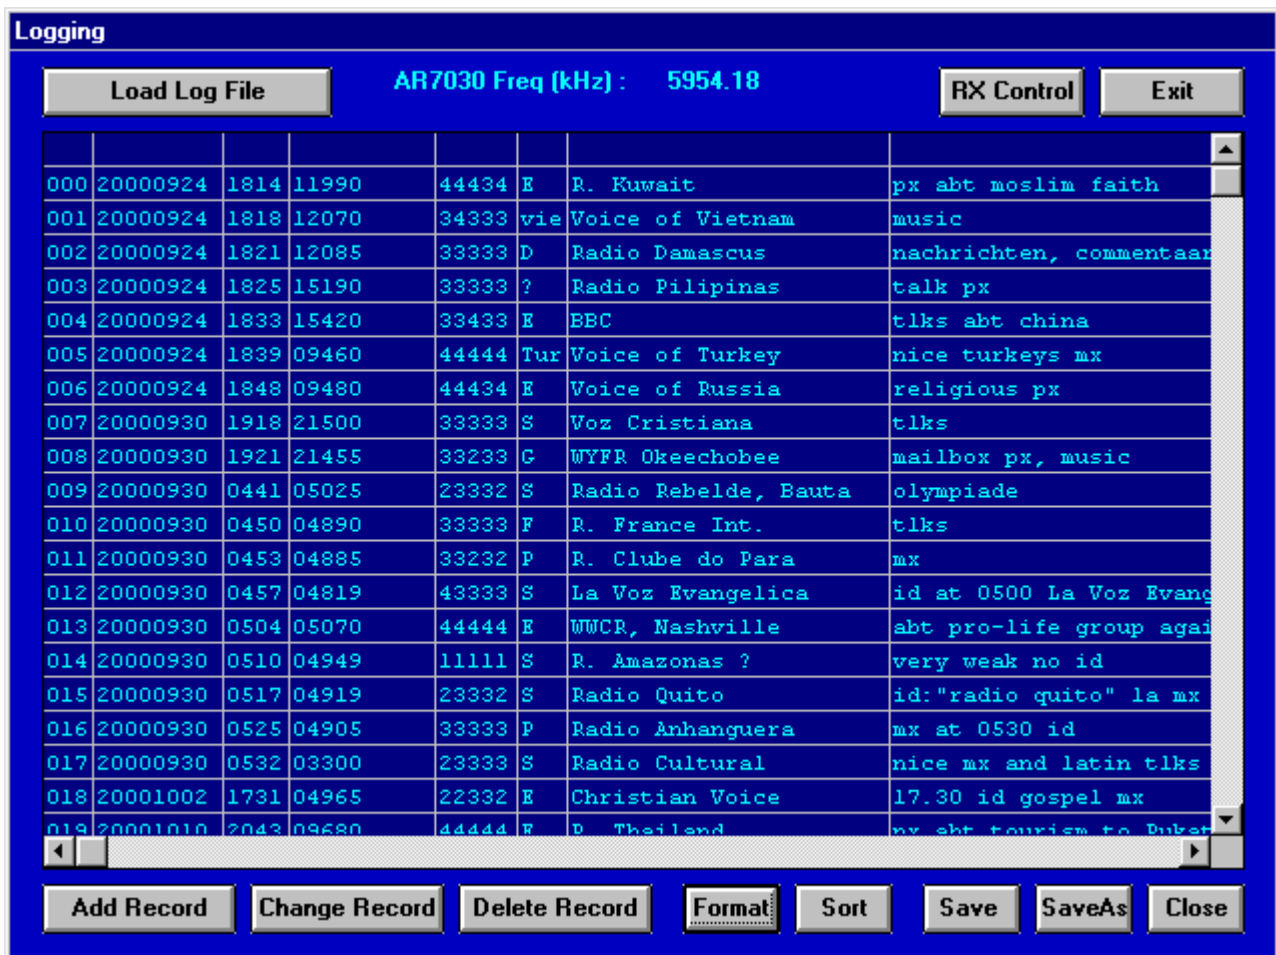 Logging
Load Log File AR7030 Freq (kHz) : 5954.18 RX Control Exit
000 20000924 1814 11990 44434 E R. Kuwait px abt moslim faith
001 20000924 1818 12070 34333 vie Voice of Vietnam music
002 20000924 1821 12085 33333 D Radio Damascus nachrichten, commentaar
003 20000924 1825 15190 33333 ? Radio Pilipinas talk px
004 20000924 1833 15420 33433 E BBC tlks abt china
005 20000924 1839 09460 44444 Tur Voice of Turkey nice turkeys mx
006 20000924 1848 09480 44434 E Voice of Russia religious px
007 20000930 1918 21500 33333 S Voz Cristiana tlks
008 20000930 1921 21455 33233 G WYFR Okeechobee mailbox px, music
009 20000930 0441 05025 23332 S Radio Rebelde, Bauta olympiade
010 20000930 0450 04890 33333 F R. France Int. tlks
011 20000930 0453 04885 33232 P R. Clube do Para mx
012 20000930 0457 04819 43333 S La Voz Evangelica id at 0500 La Voz Evang
013 20000930 0504 05070 44444 E WWCR, Nashville abt pro-life group agai
014 20000930 0510 04949 11111 S R. Amazonas ? very weak no id
015 20000930 0517 04919 23332 S Radio Quito id:"radio quito" la mx
016 20000930 0525 04905 33333 P Radio Anhanguera mx at 0530 id
017 20000930 0532 03300 23333 S Radio Cultural nice mx and latin tlks
018 20001002 1731 04965 22332 E Christian Voice 17.30 id gospel mx
019 20001010 2043 09680 44444 E R. Thailand px abt tourism to Puket
Add Record Change Record Delete Record Format Sort Save SaveAs Close